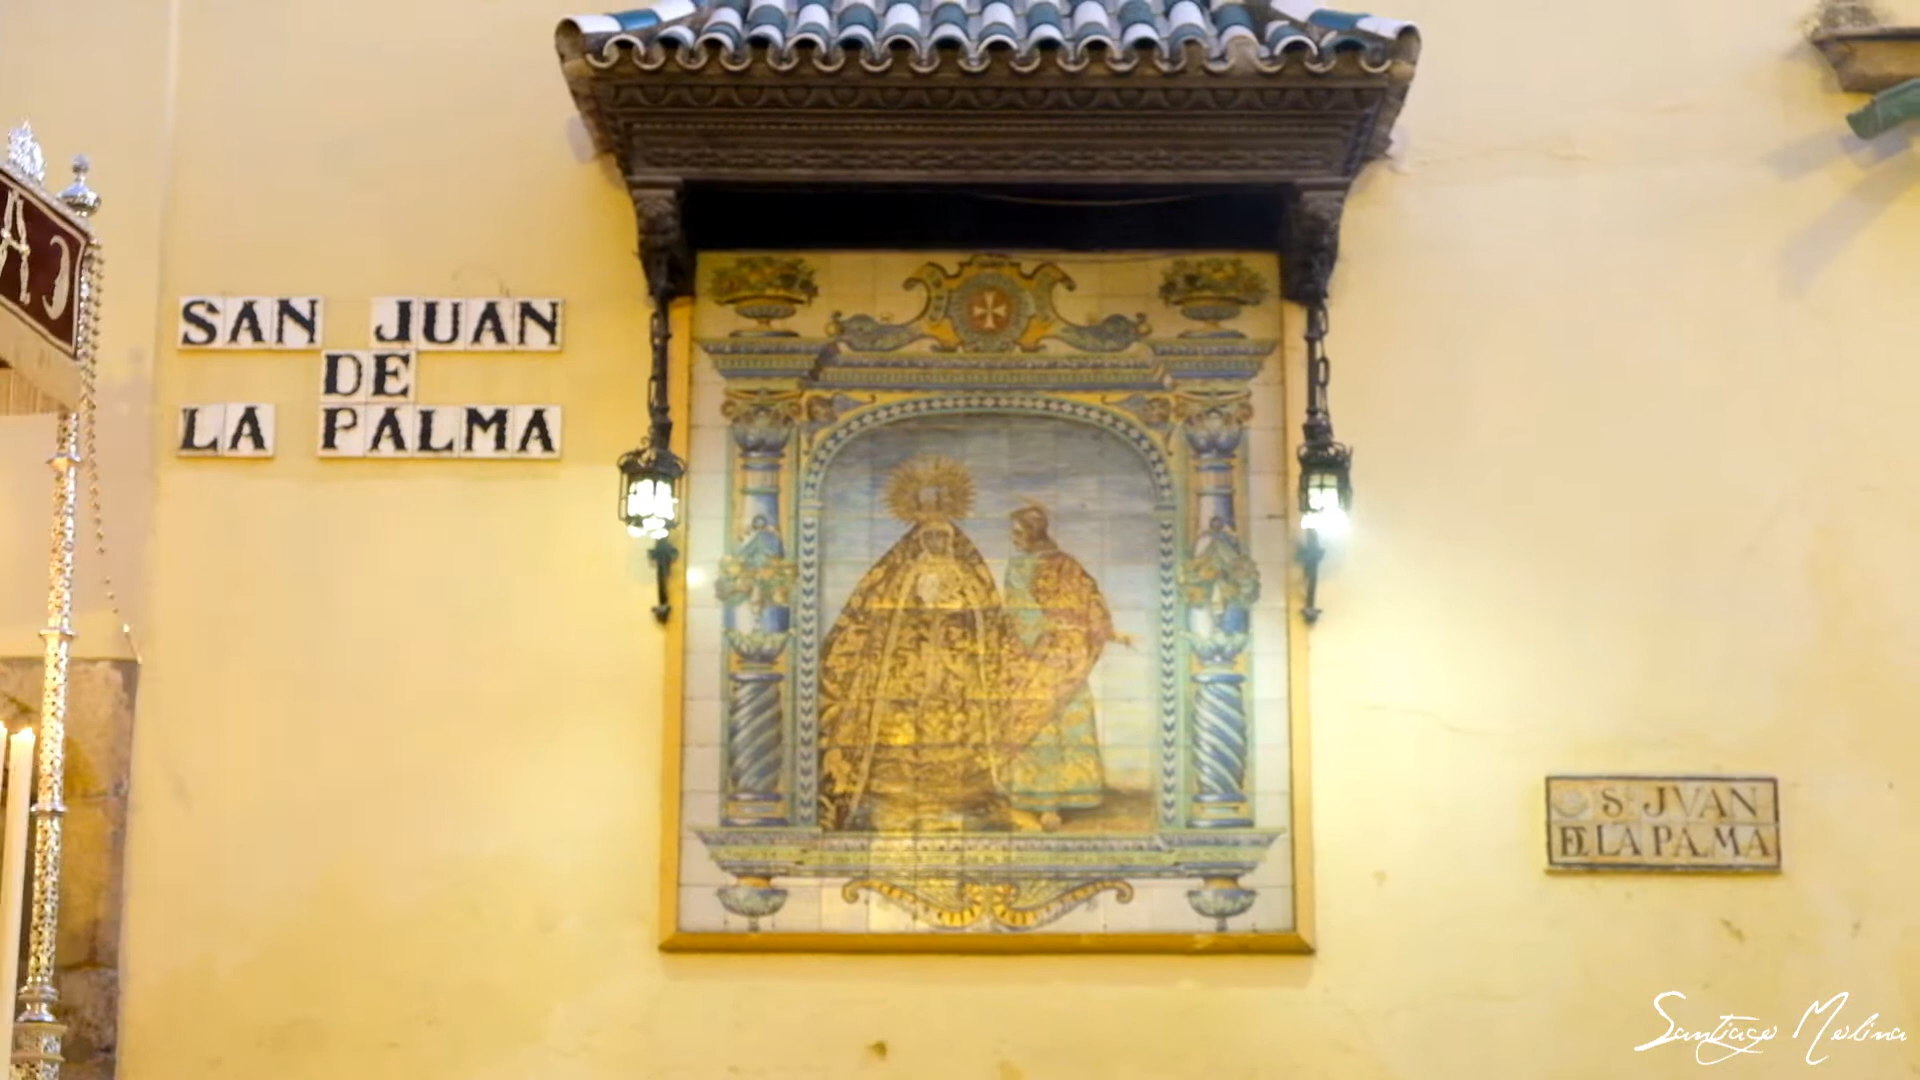 SAN JUAN
DE
LA PALMA
S. JVAN
DE LA PALMA
Santiago Molina